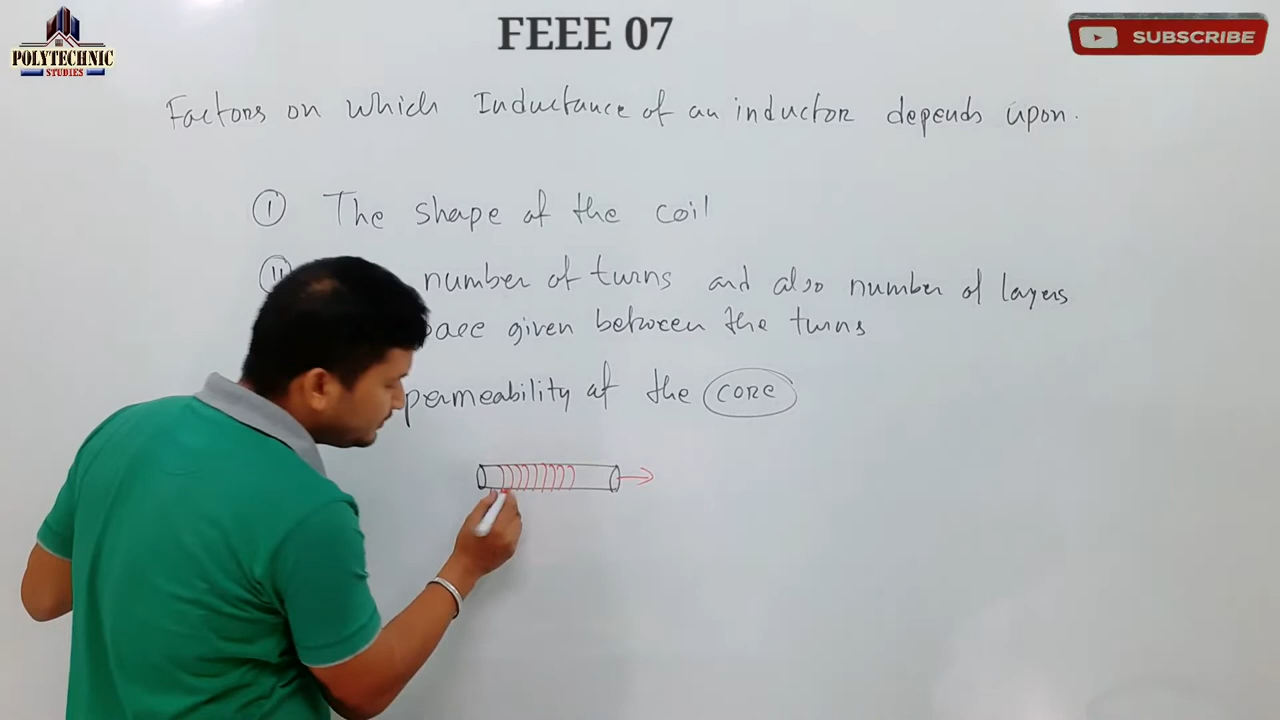 FEEE 07
POLYTECHNIC
STUDIES
SUBSCRIBE
Factors on which Inductance of an inductor depends upon.
I The shape of the coil
II number of turns and also number of layers
given between the turns
permeability of the core